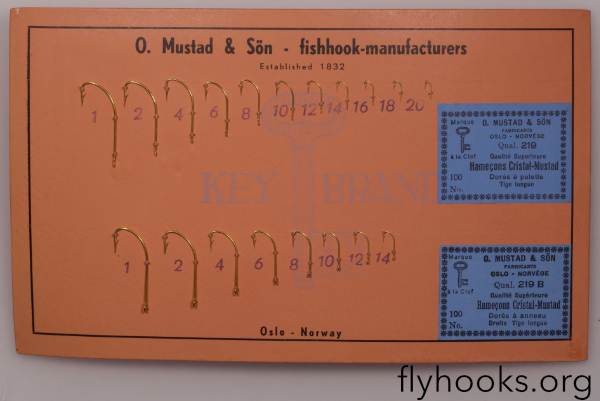 O. Mustad & Sön - fishhook-manufacturers
Established 1832
1 2 4 6 8 10 12 14 16 18 20
KEY BRAND
Marque
à la Clef
100
Nrs.
O. MUSTAD & SÖN
FABRICANTS
OSLO - NORVÈGE
Qual. 219
Qualité Supérieure
Hameçons Cristal-Mustad
Dorés à palette
Tige longue
1 2 4 6 8 10 12 14
Marque
à la Clef
100
No.
O. MUSTAD & SÖN
FABRICANTS
OSLO - NORVÈGE
Qual. 219 B
Qualité Supérieure
Hameçons Cristal-Mustad
Dorés à anneau
Droits Tige longue
Oslo - Norway
flyhooks.org